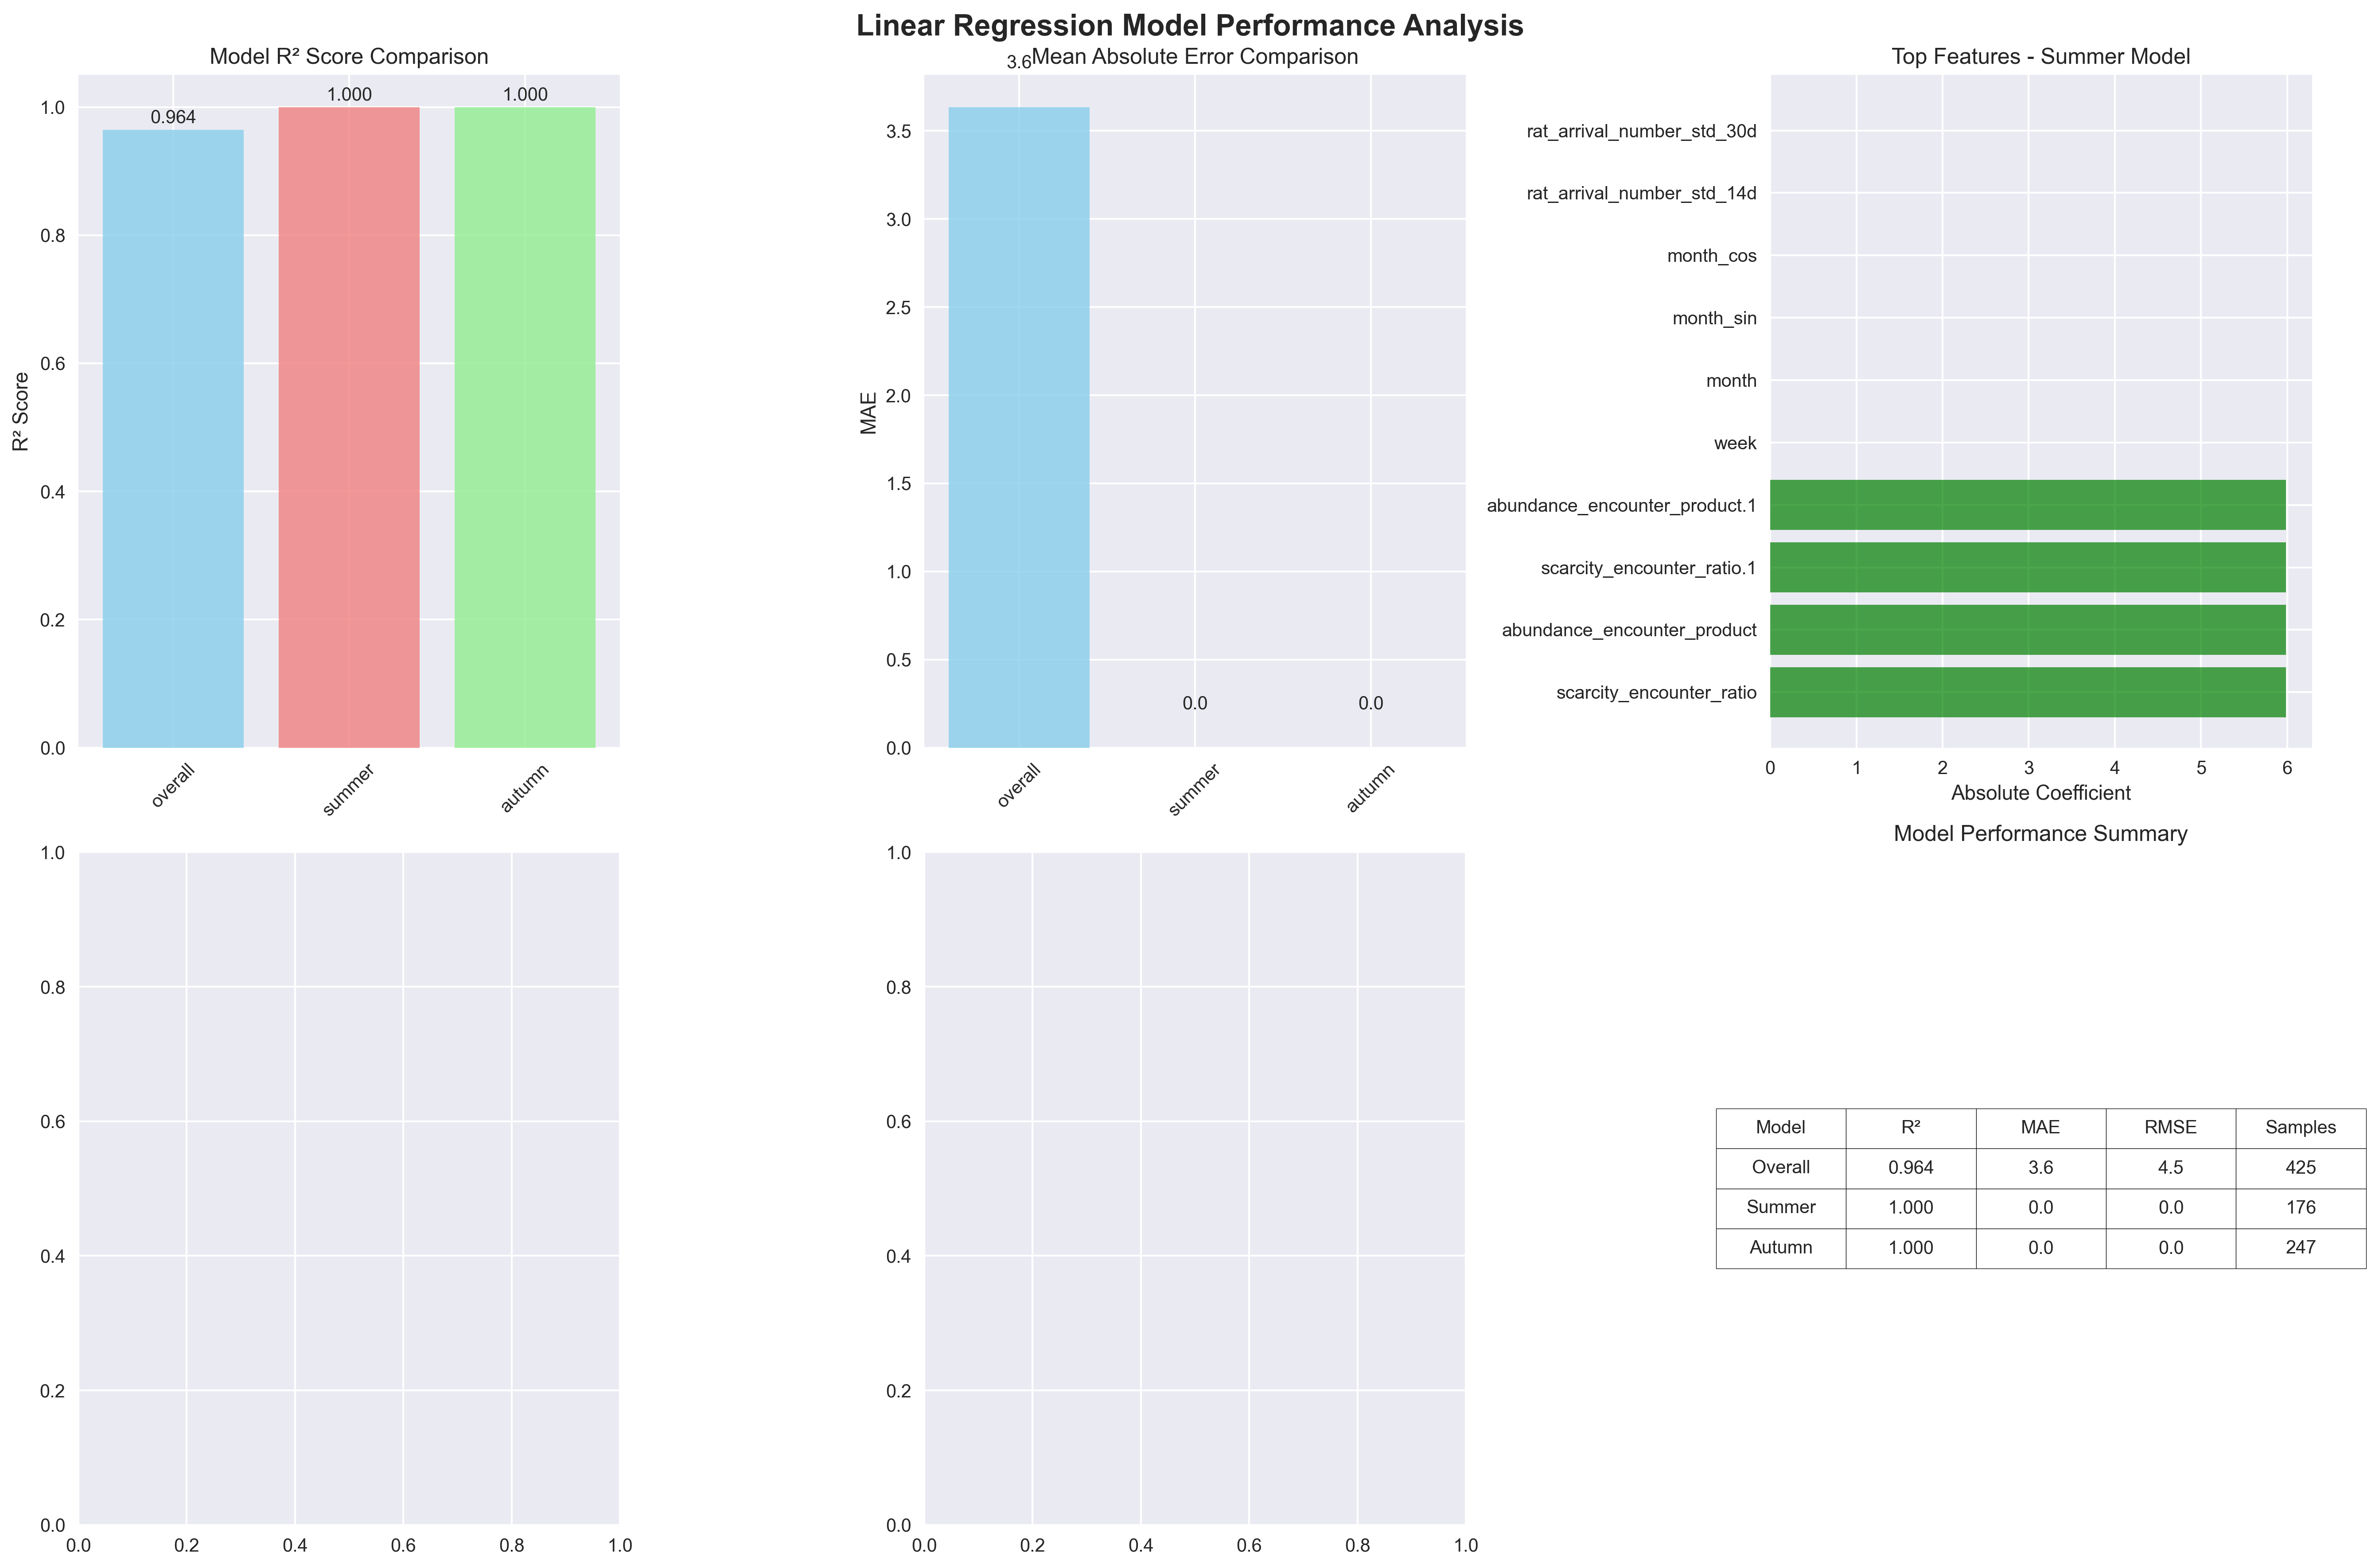 Linear Regression Model Performance Analysis
Model R² Score Comparison
R² Score
1.0
0.8
0.6
0.4
0.2
0.0
0.964
1.000
1.000
overall
summer
autumn
Mean Absolute Error Comparison
MAE
3.5
3.0
2.5
2.0
1.5
1.0
0.5
0.0
3.6
0.0
0.0
overall
summer
autumn
Top Features - Summer Model
rat_arrival_number_std_30d
rat_arrival_number_std_14d
month_cos
month_sin
month
week
abundance_encounter_product.1
scarcity_encounter_ratio.1
abundance_encounter_product
scarcity_encounter_ratio
0 1 2 3 4 5 6
Absolute Coefficient
1.0
0.8
0.6
0.4
0.2
0.0
0.0 0.2 0.4 0.6 0.8 1.0
1.0
0.8
0.6
0.4
0.2
0.0
0.0 0.2 0.4 0.6 0.8 1.0
Model Performance Summary
Model R² MAE RMSE Samples
Overall 0.964 3.6 4.5 425
Summer 1.000 0.0 0.0 176
Autumn 1.000 0.0 0.0 247